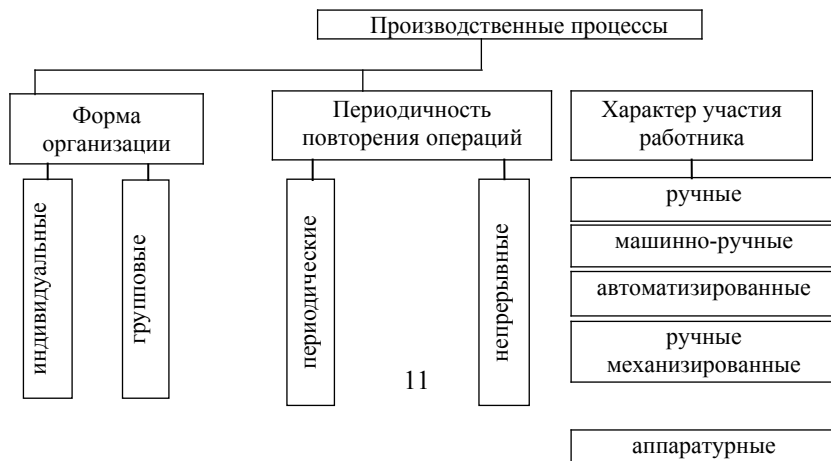 Производственные процессы
Форма
организации
Периодичность
повторения операций
Характер участия
работника
индивидуальные
групповые
периодические
непрерывные
ручные
машинно-ручные
автоматизированные
ручные
механизированные
11
аппаратурные